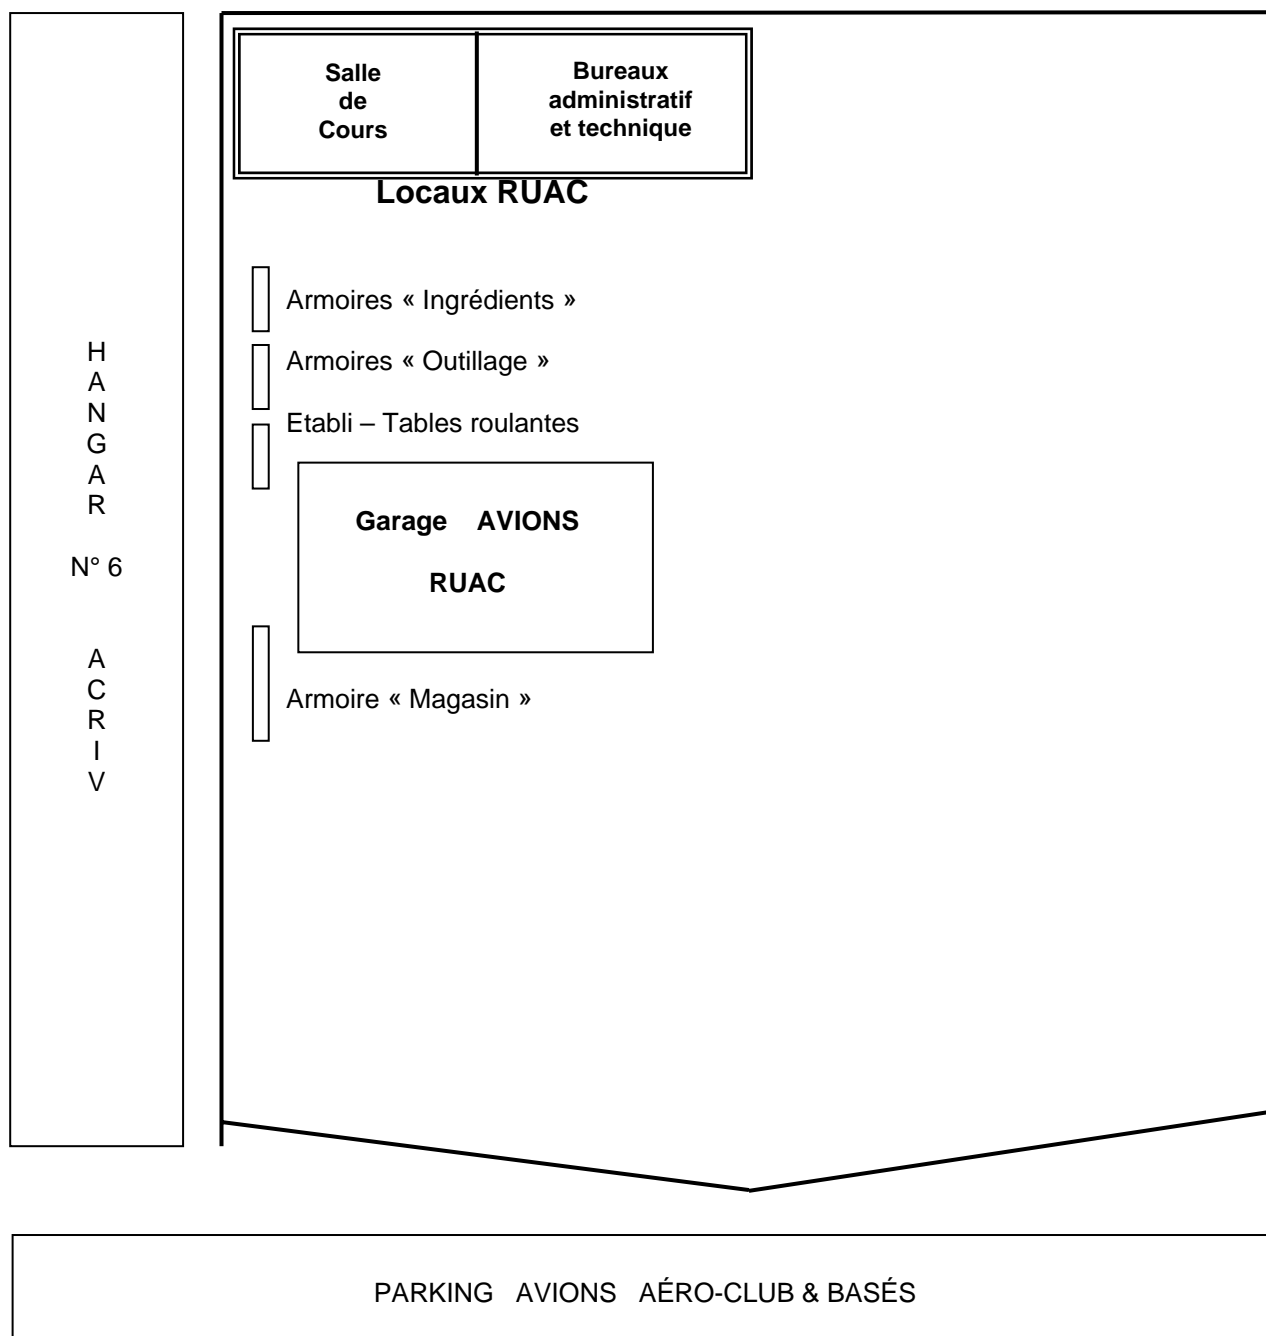 Salle
de
Cours
Bureaux
administratif
et technique
Locaux RUAC
Armoires « Ingrédients »
Armoires « Outillage »
Etabli – Tables roulantes
Garage AVIONS
RUAC
Armoire « Magasin »
H
A
N
G
A
R
N° 6
A
C
R
I
V
PARKING AVIONS AÉRO-CLUB & BASÉS